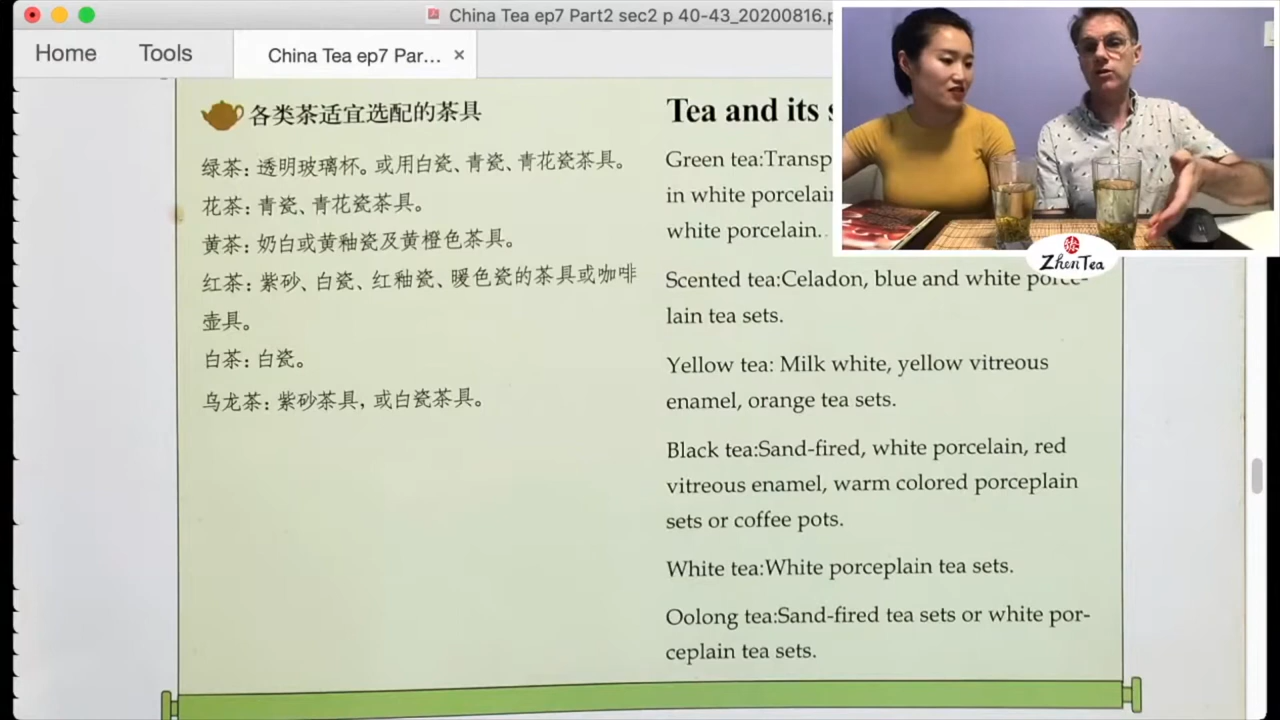 China Tea ep7 Part2 sec2 p 40-43_20200816.p
Home
Tools
China Tea ep7 Par...
×
各类茶适宜选配的茶具
绿茶：透明玻璃杯。或用白瓷、青瓷、青花瓷茶具。
花茶：青瓷、青花瓷茶具。
黄茶：奶白或黄釉瓷及黄橙色茶具。
红茶：紫砂、白瓷、红釉瓷、暖色瓷的茶具或咖啡
壶具。
白茶：白瓷。
乌龙茶：紫砂茶具，或白瓷茶具。
Tea and its
Green tea:Transp
in white porcelain
white porcelain..
Scented tea:Celadon, blue and white porce-
lain tea sets.
Yellow tea: Milk white, yellow vitreous
enamel, orange tea sets.
Black tea:Sand-fired, white porcelain, red
vitreous enamel, warm colored porceplain
sets or coffee pots.
White tea:White porceplain tea sets.
Oolong tea:Sand-fired tea sets or white por-
ceplain tea sets.
ZhenTea